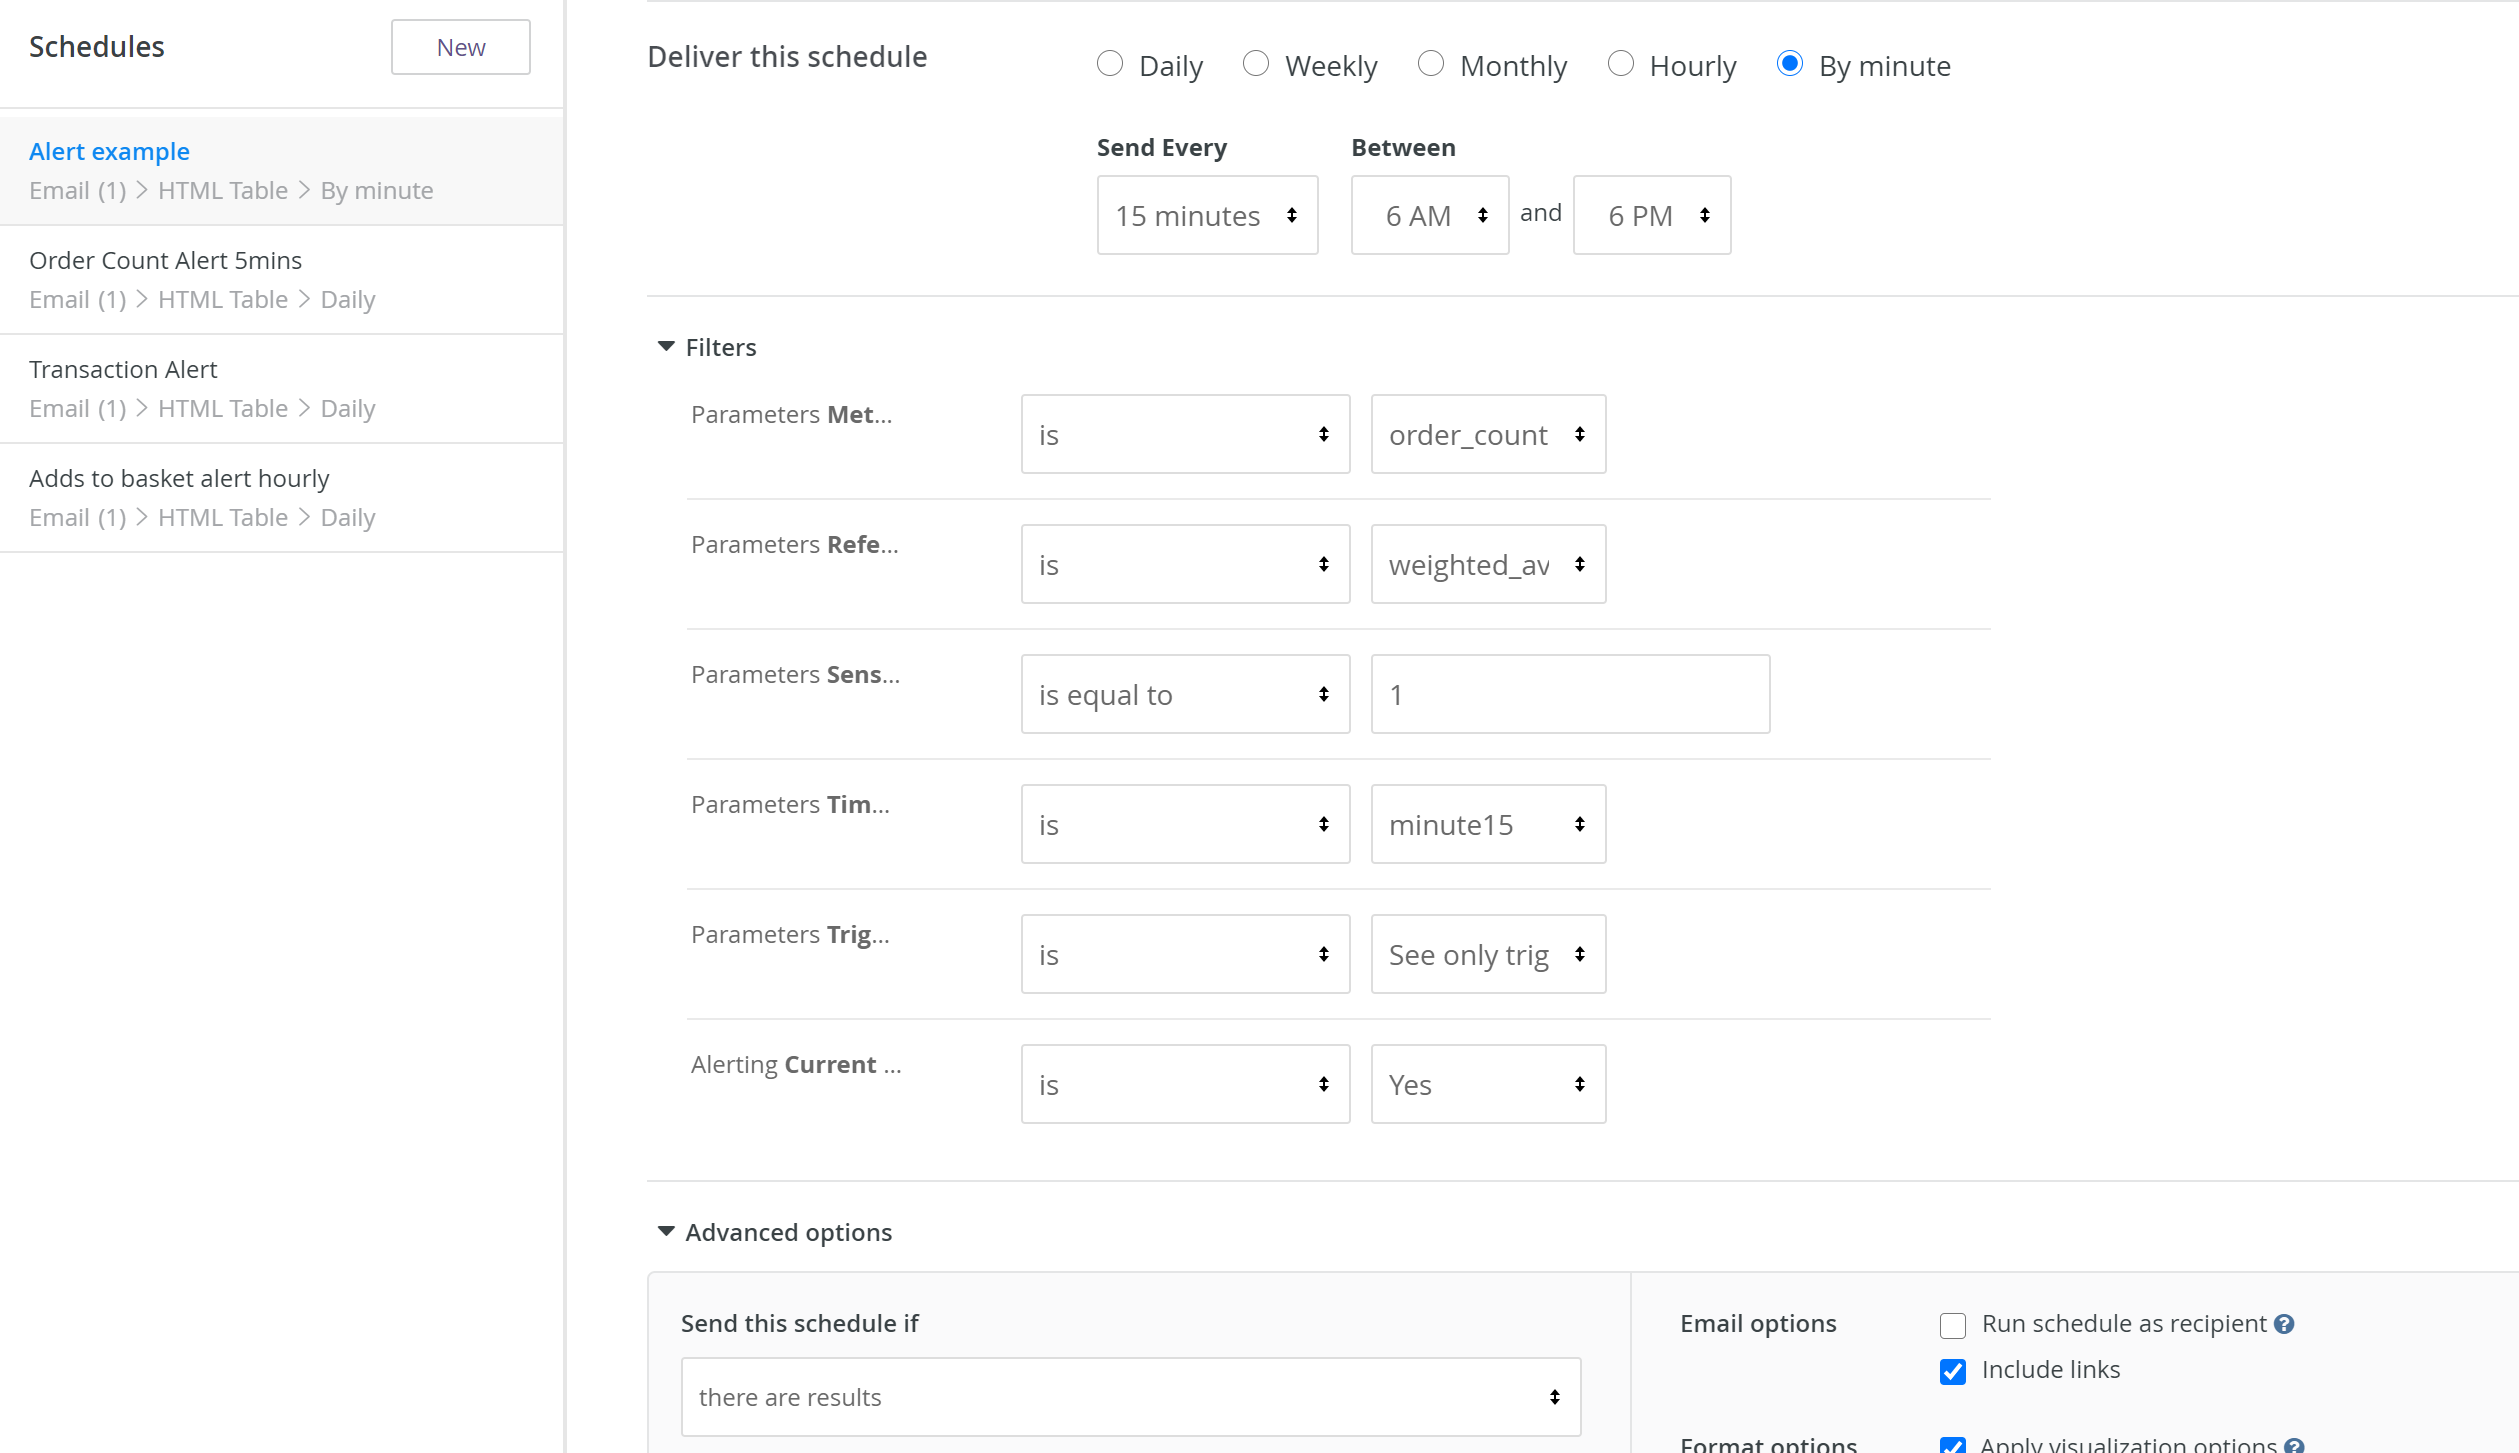 Schedules
New
Alert example
Email (1) > HTML Table > By minute
Order Count Alert 5mins
Email (1) > HTML Table > Daily
Transaction Alert
Email (1) > HTML Table > Daily
Adds to basket alert hourly
Email (1) > HTML Table > Daily
Deliver this schedule
Daily Weekly Monthly Hourly By minute
Send Every Between
15 minutes 6 AM and 6 PM
Filters
Parameters Met... is order_count
Parameters Refe... is weighted_av
Parameters Sens... is equal to 1
Parameters Tim... is minute15
Parameters Trig... is See only trig
Alerting Current ... is Yes
Advanced options
Send this schedule if
there are results
Email options Run schedule as recipient ?
Include links
Format options Apply visualization options ?